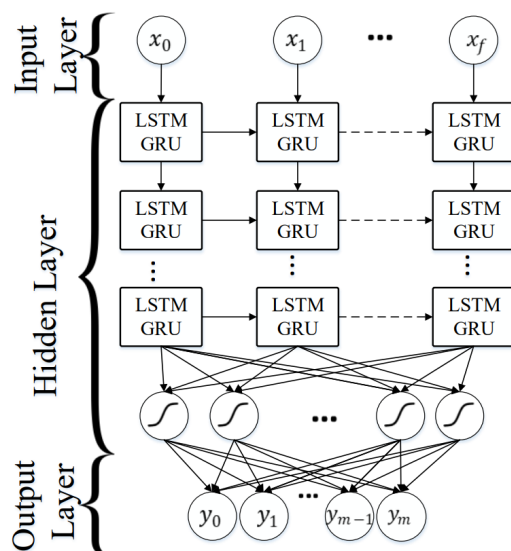 Input
Layer
x₀
x₁
...
x_f
Hidden Layer
LSTM
GRU
LSTM
GRU
LSTM
GRU
LSTM
GRU
LSTM
GRU
LSTM
GRU
...
...
...
LSTM
GRU
LSTM
GRU
LSTM
GRU
...
Output
Layer
y₀
y₁
...
yₘ₋₁
yₘ